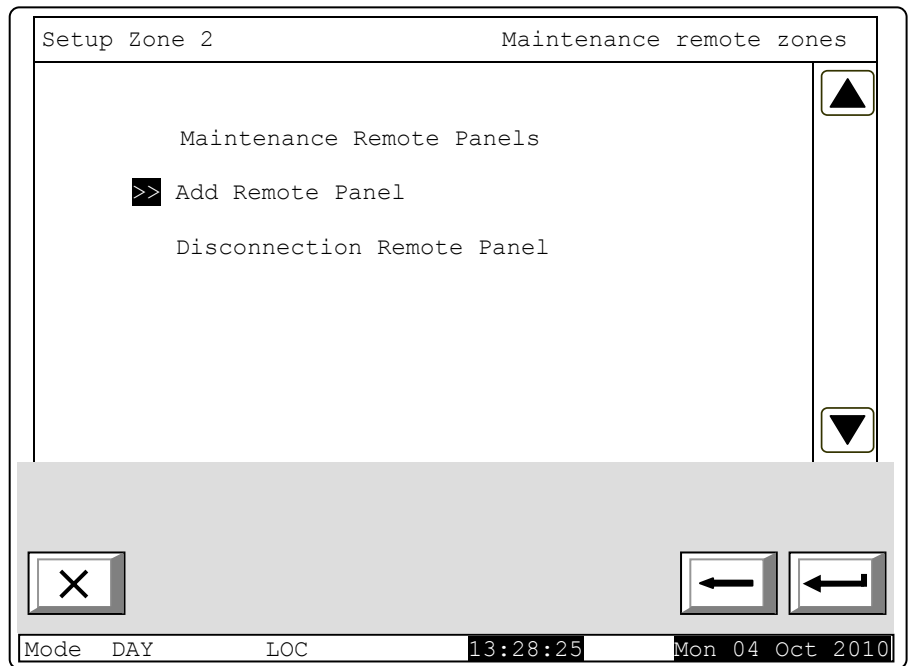 Setup Zone 2 Maintenance remote zones
Maintenance Remote Panels
>> Add Remote Panel
Disconnection Remote Panel
Mode DAY LOC 13:28:25 Mon 04 Oct 2010